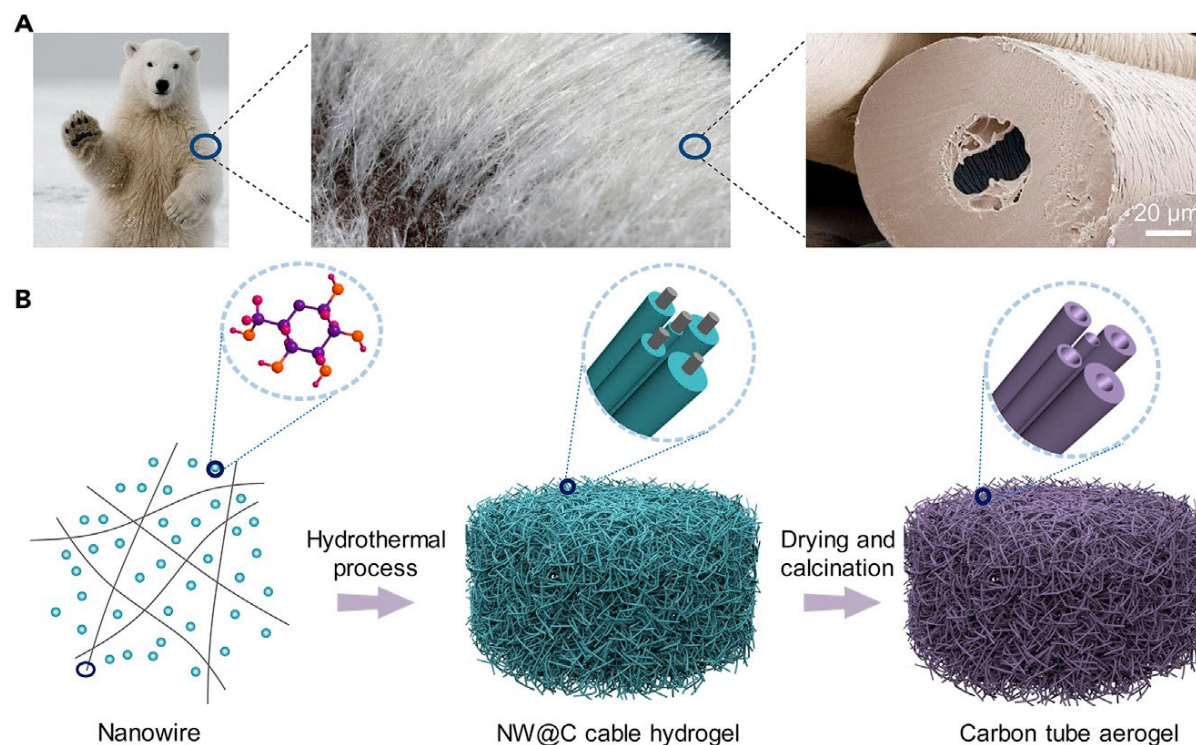 A
20 µm
B
Hydrothermal
process
Drying and
calcination
Nanowire
NW@C cable hydrogel
Carbon tube aerogel